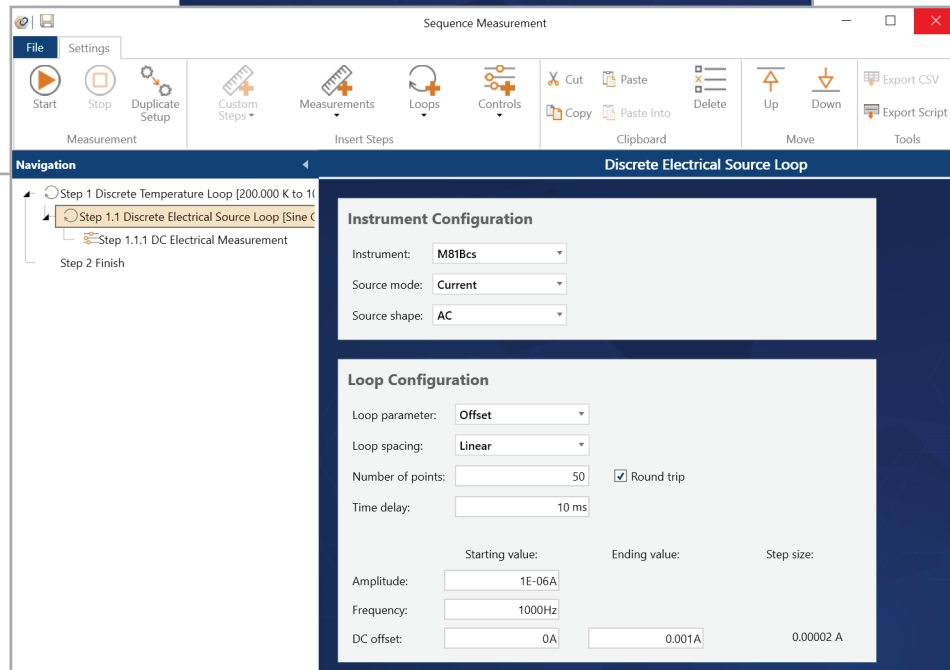 Sequence Measurement
File Settings
Start Stop Duplicate Setup Custom Steps Measurements Loops Controls Cut Paste Copy Paste Into Delete Up Down Export CSV Export Script
Measurement Insert Steps Clipboard Move Tools
Navigation
Discrete Electrical Source Loop
Step 1 Discrete Temperature Loop [200.000 K to 10
Step 1.1 Discrete Electrical Source Loop [Sine
Step 1.1.1 DC Electrical Measurement
Step 2 Finish
Instrument Configuration
Instrument: M81Bcs
Source mode: Current
Source shape: AC
Loop Configuration
Loop parameter: Offset
Loop spacing: Linear
Number of points: 50 Round trip
Time delay: 10 ms
Starting value: Ending value: Step size:
Amplitude: 1E-06A
Frequency: 1000Hz
DC offset: 0A 0.001A 0.00002 A